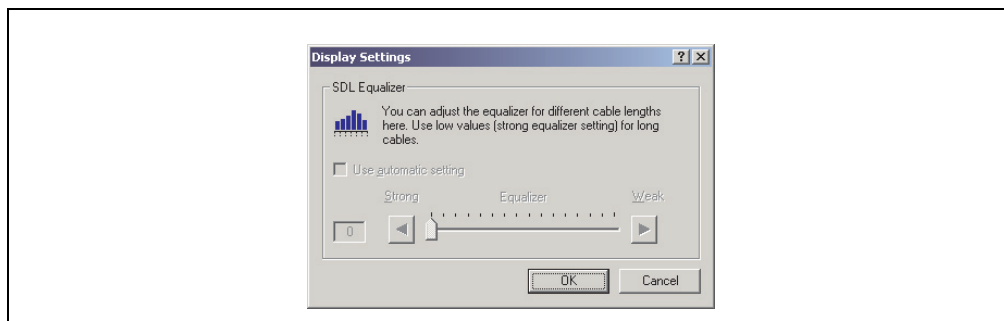 Display Settings
SDL Equalizer
You can adjust the equalizer for different cable lengths
here. Use low values (strong equalizer setting) for long
cables.
Use automatic setting
Strong Equalizer Weak
0
OK Cancel